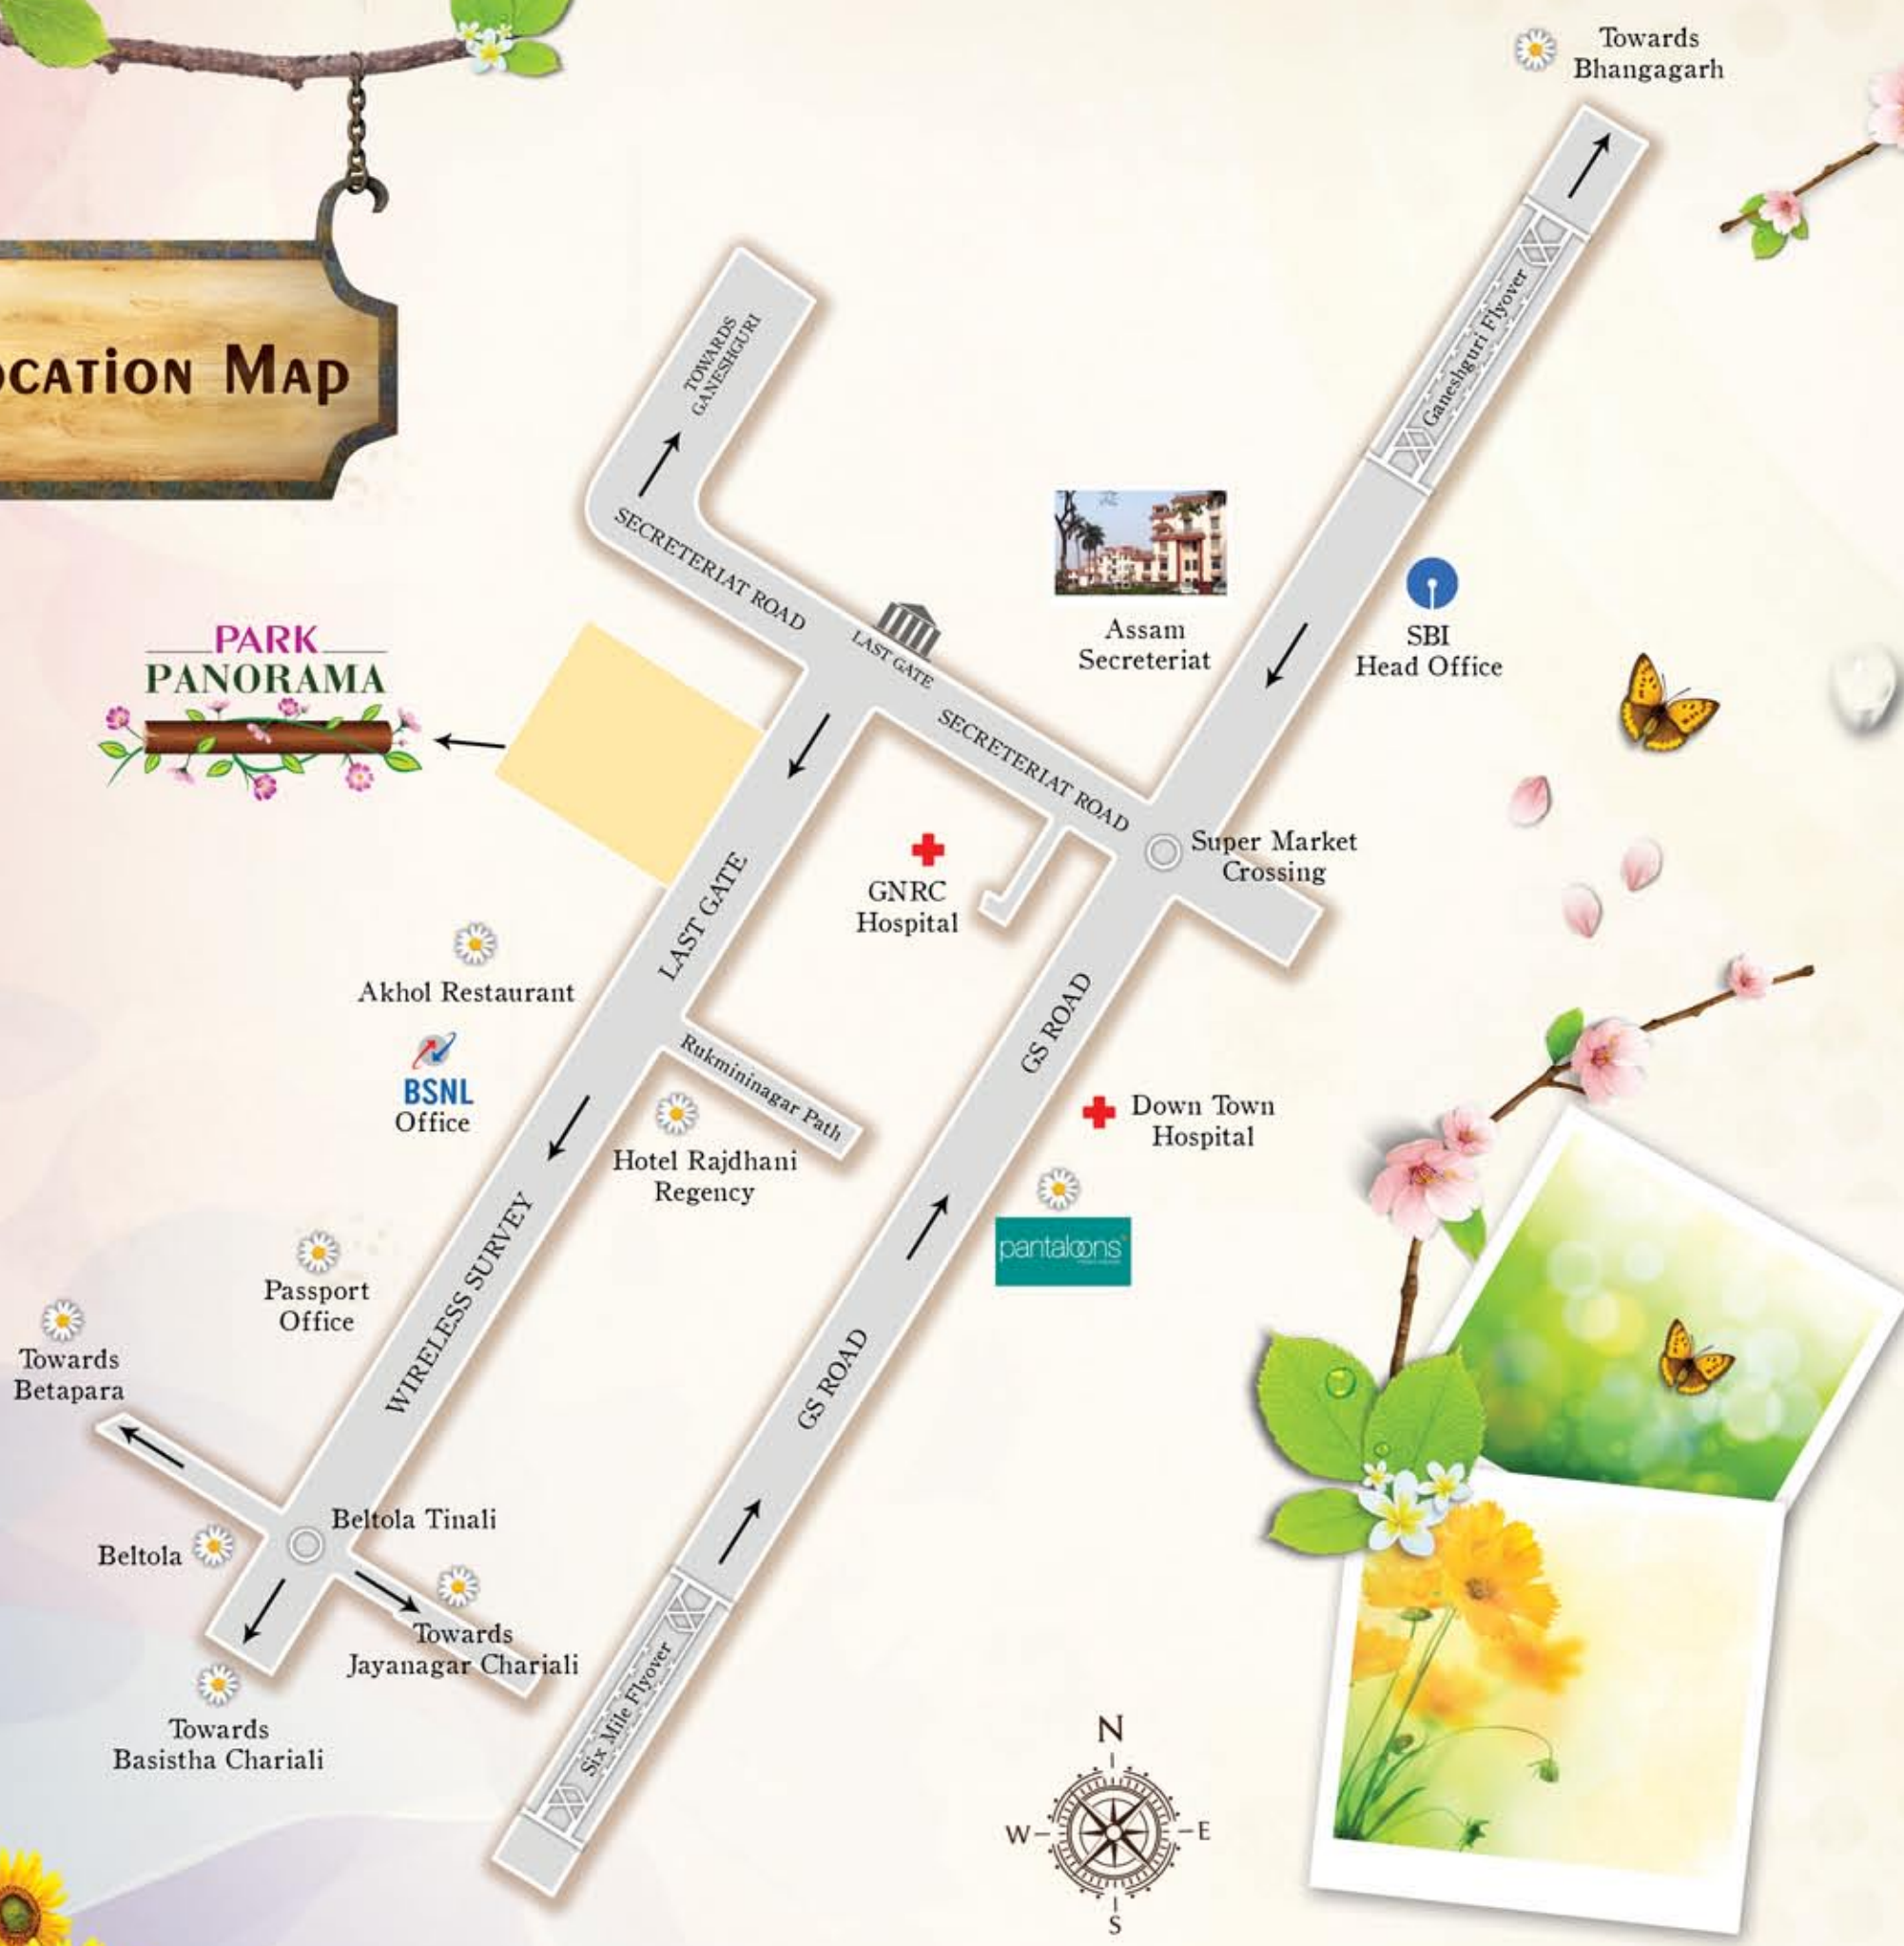 Towards
Bhangagarh
OCATION MAP
Ganeshguri Flyover
TOWARDS
GANESHGURI
SECRETERIAT ROAD
LAST GATE
Assam
Secreteriat
SBI
Head Office
PARK
PANORAMA
SECRETERIAT ROAD
Super Market
Crossing
GNRC
Hospital
LAST GATE
Akhol Restaurant
GS ROAD
BSNL
Office
Rukmininagar Path
Down Town
Hospital
Hotel Rajdhani
Regency
pantaloons
WIRELESS SURVEY
Passport
Office
Towards
Betapara
GS ROAD
Beltola Tinali
Beltola
Towards
Jayanagar Chariali
Six Mile Flyover
Towards
Basistha Chariali
N
W
E
S